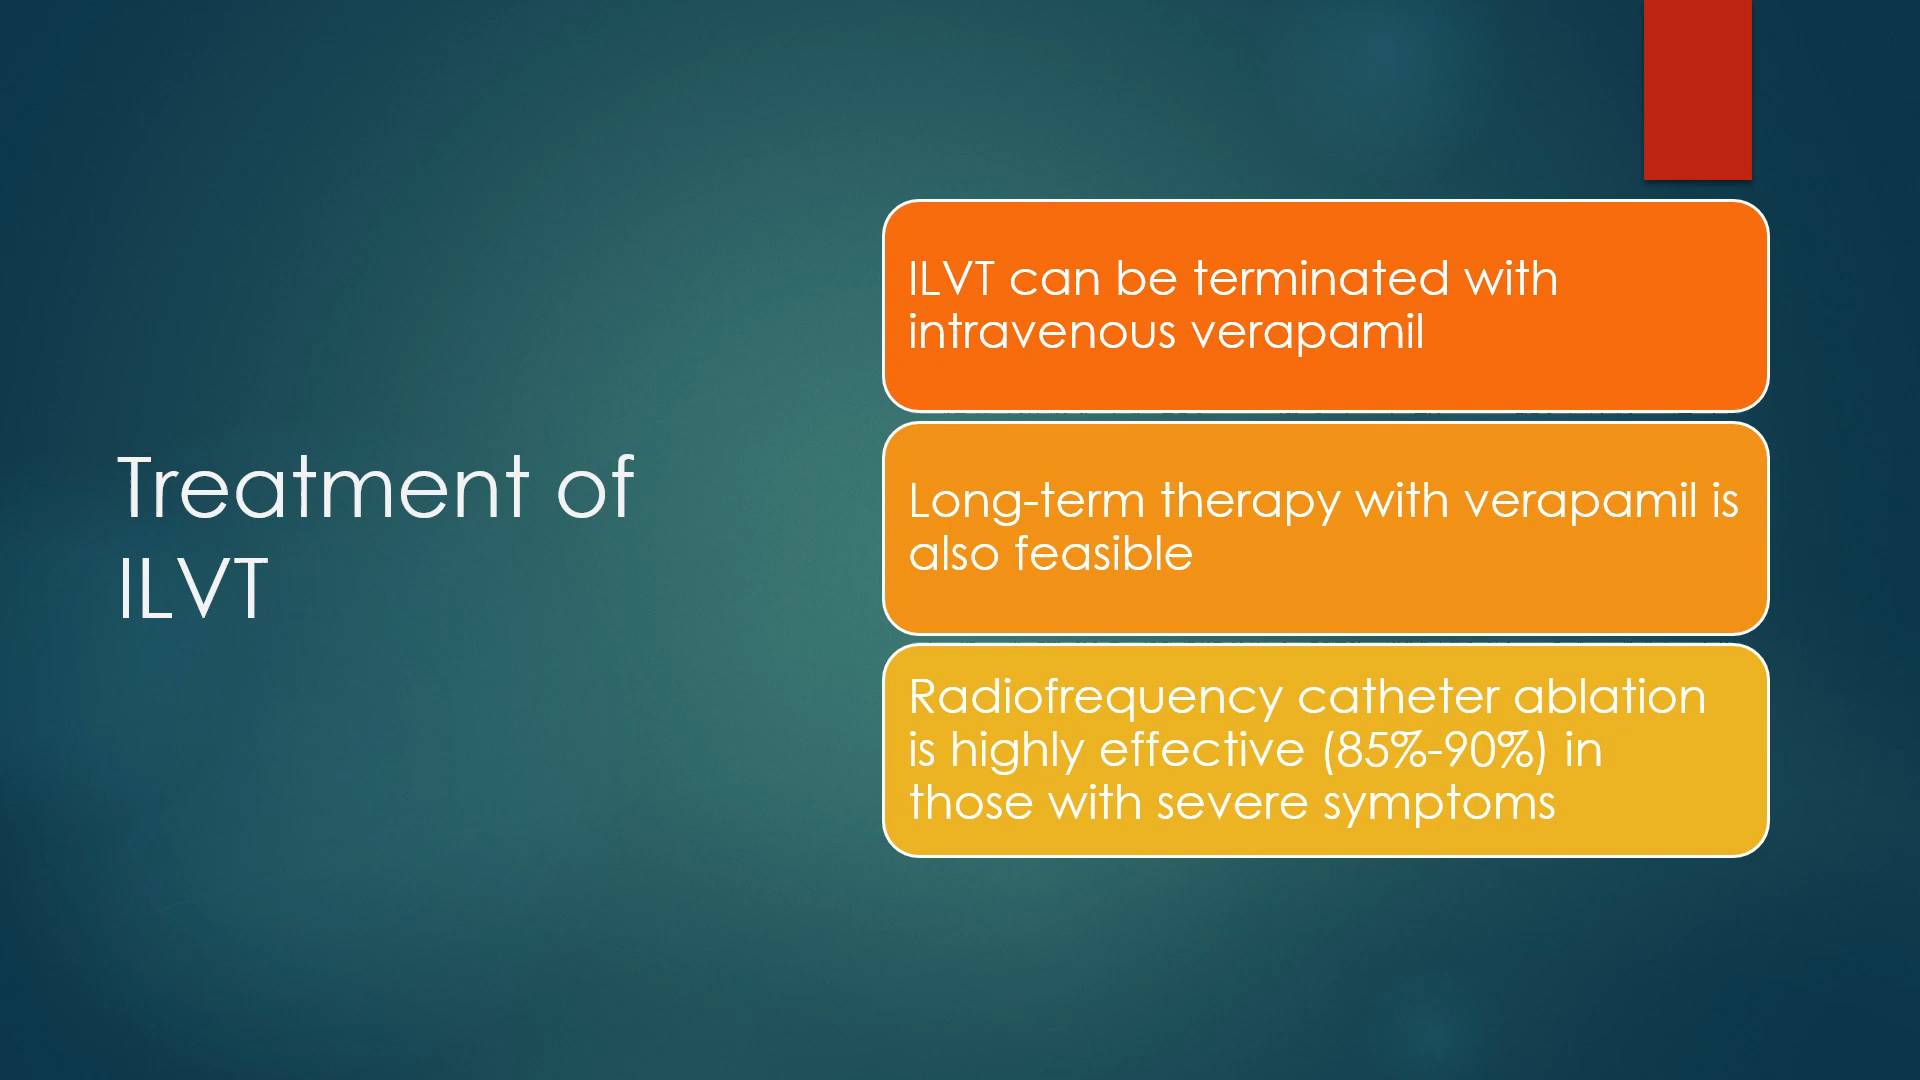 Treatment of
ILVT
ILVT can be terminated with
intravenous verapamil
Long-term therapy with verapamil is
also feasible
Radiofrequency catheter ablation
is highly effective (85%-90%) in
those with severe symptoms